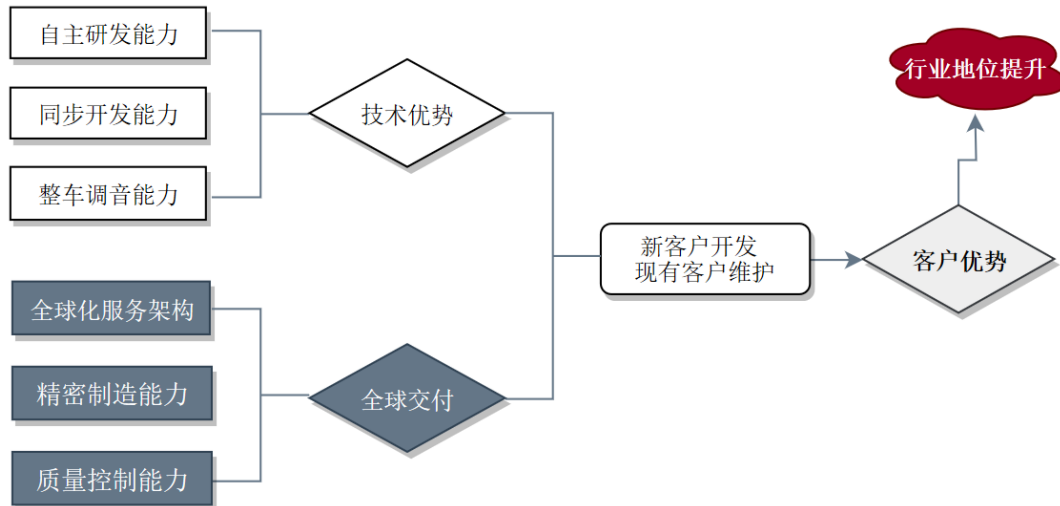 自主研发能力
同步开发能力
整车调音能力
技术优势
全球化服务架构
精密制造能力
质量控制能力
全球交付
新客户开发
现有客户维护
客户优势
行业地位提升